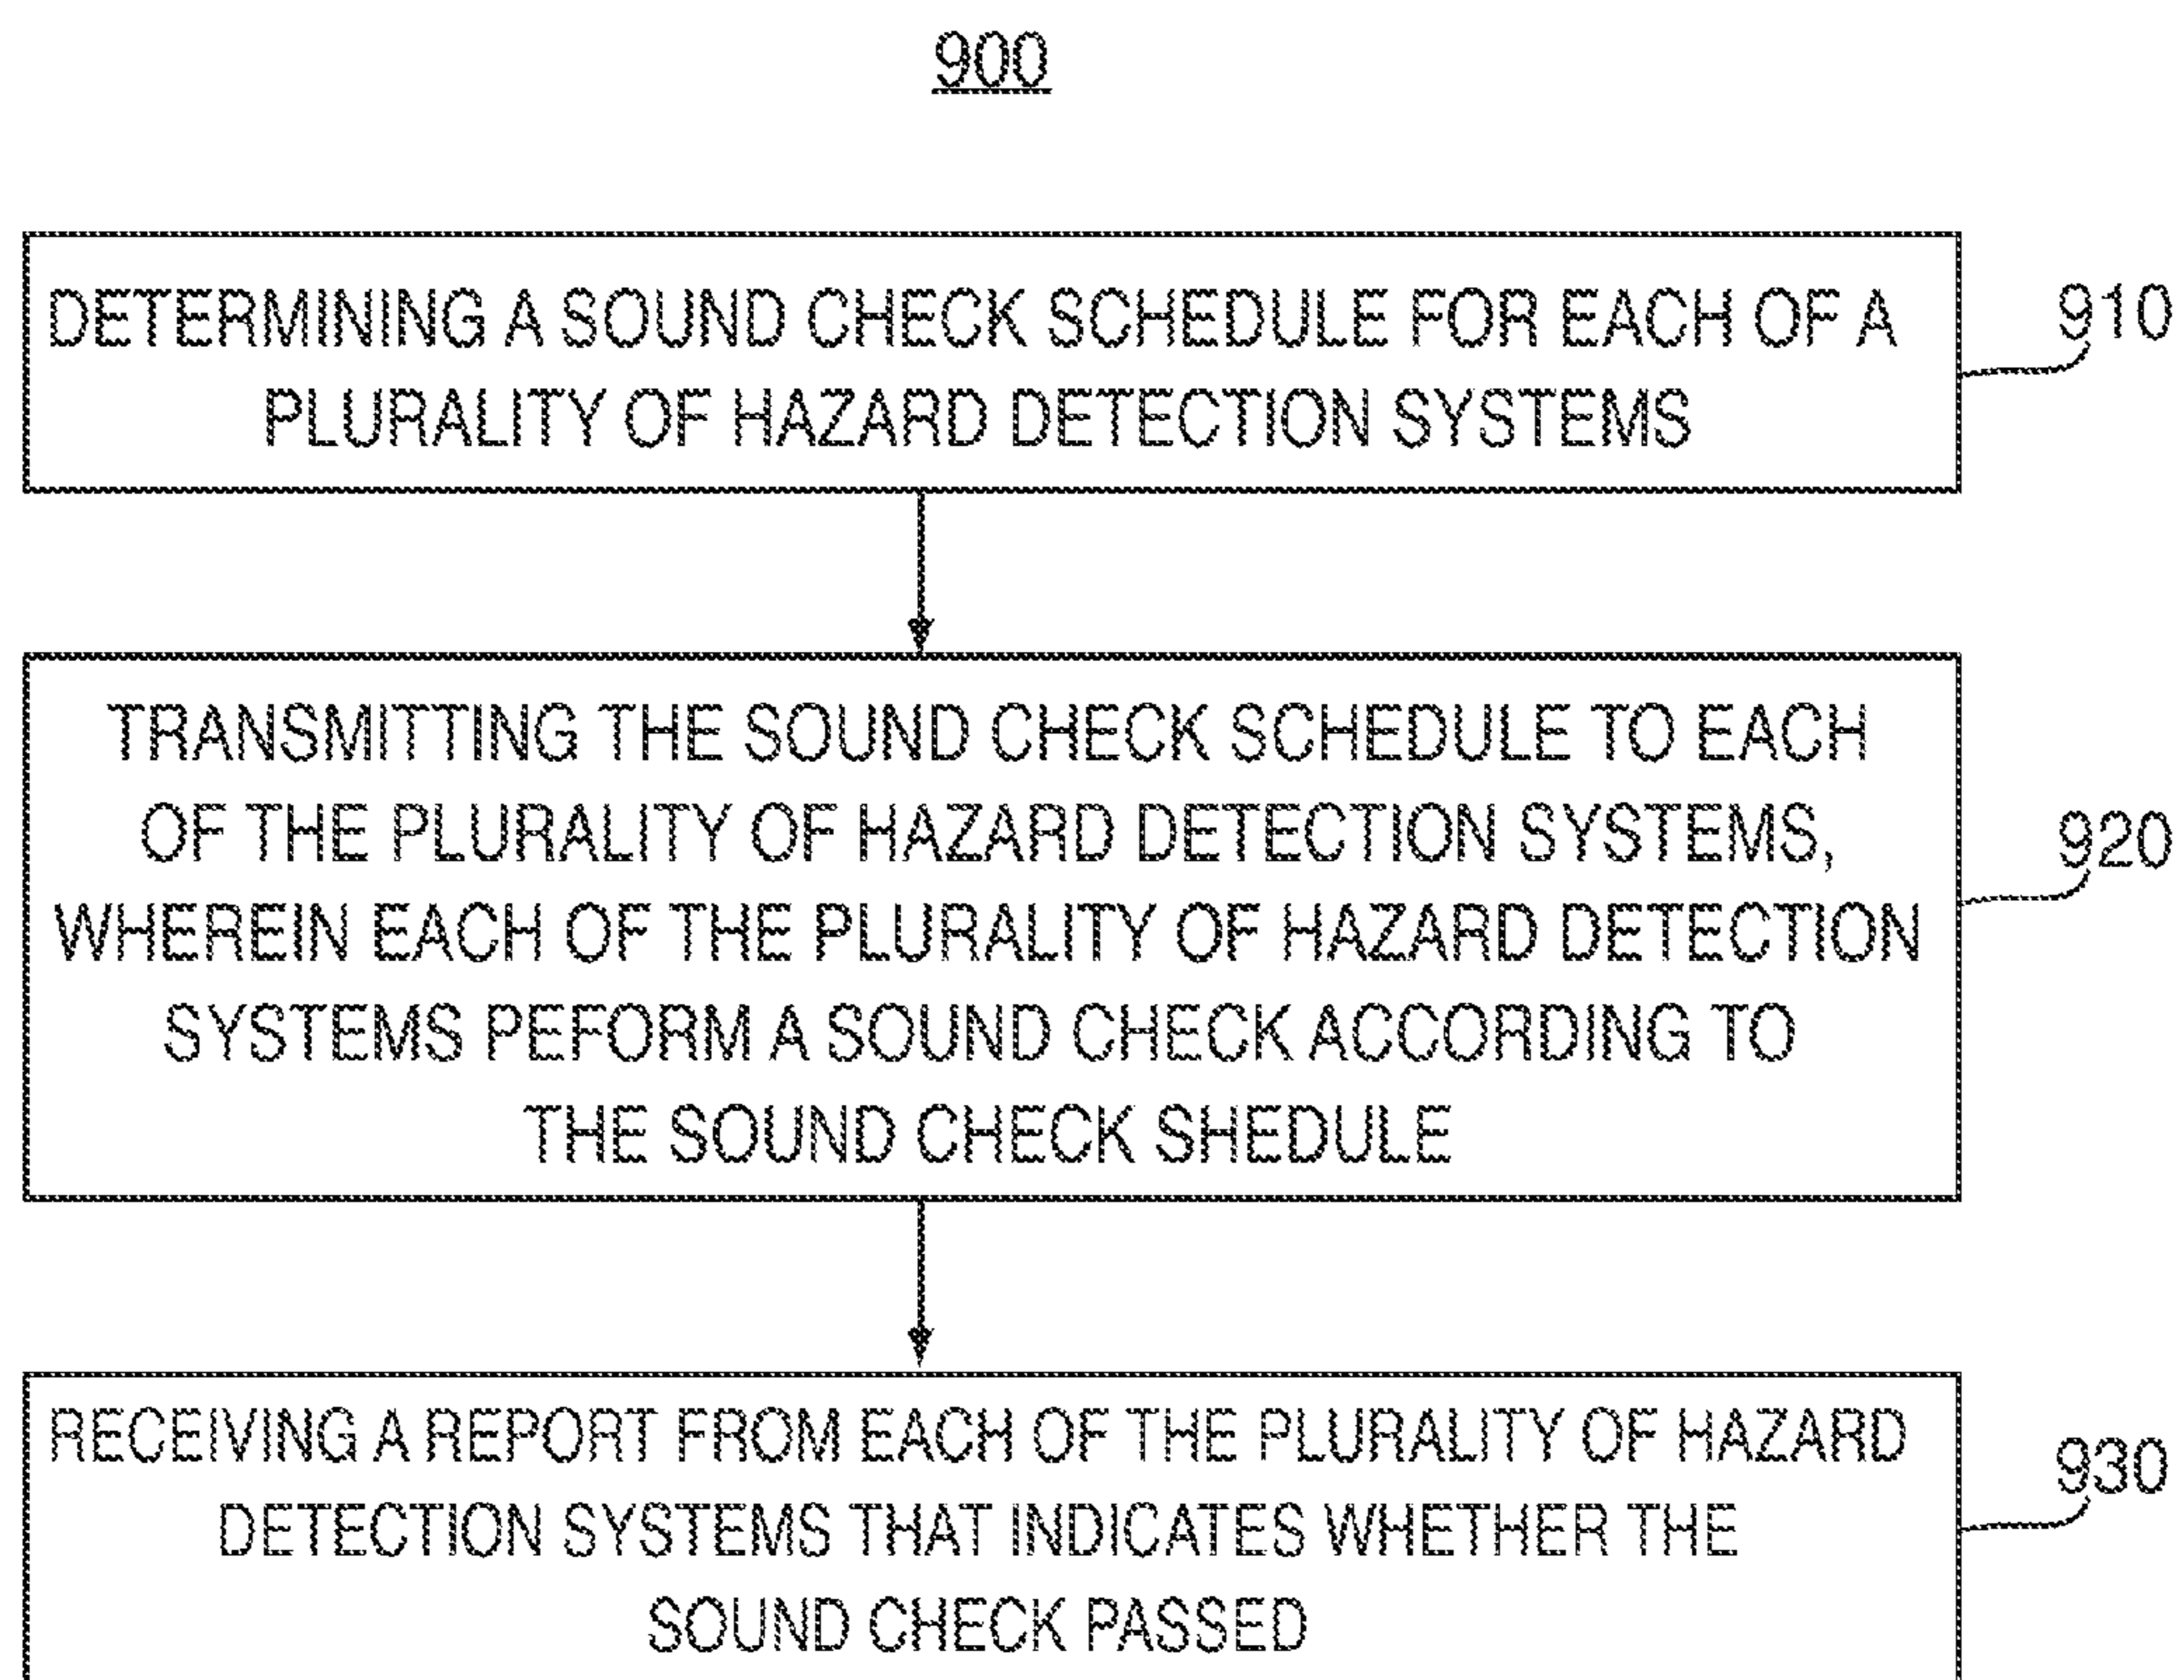 900
DETERMINING A SOUND CHECK SCHEDULE FOR EACH OF A
PLURALITY OF HAZARD DETECTION SYSTEMS
910
TRANSMITTING THE SOUND CHECK SCHEDULE TO EACH
OF THE PLURALITY OF HAZARD DETECTION SYSTEMS,
WHEREIN EACH OF THE PLURALITY OF HAZARD DETECTION
SYSTEMS PEFORM A SOUND CHECK ACCORDING TO
THE SOUND CHECK SHEDULE
920
RECEIVING A REPORT FROM EACH OF THE PLURALITY OF HAZARD
DETECTION SYSTEMS THAT INDICATES WHETHER THE
SOUND CHECK PASSED
930